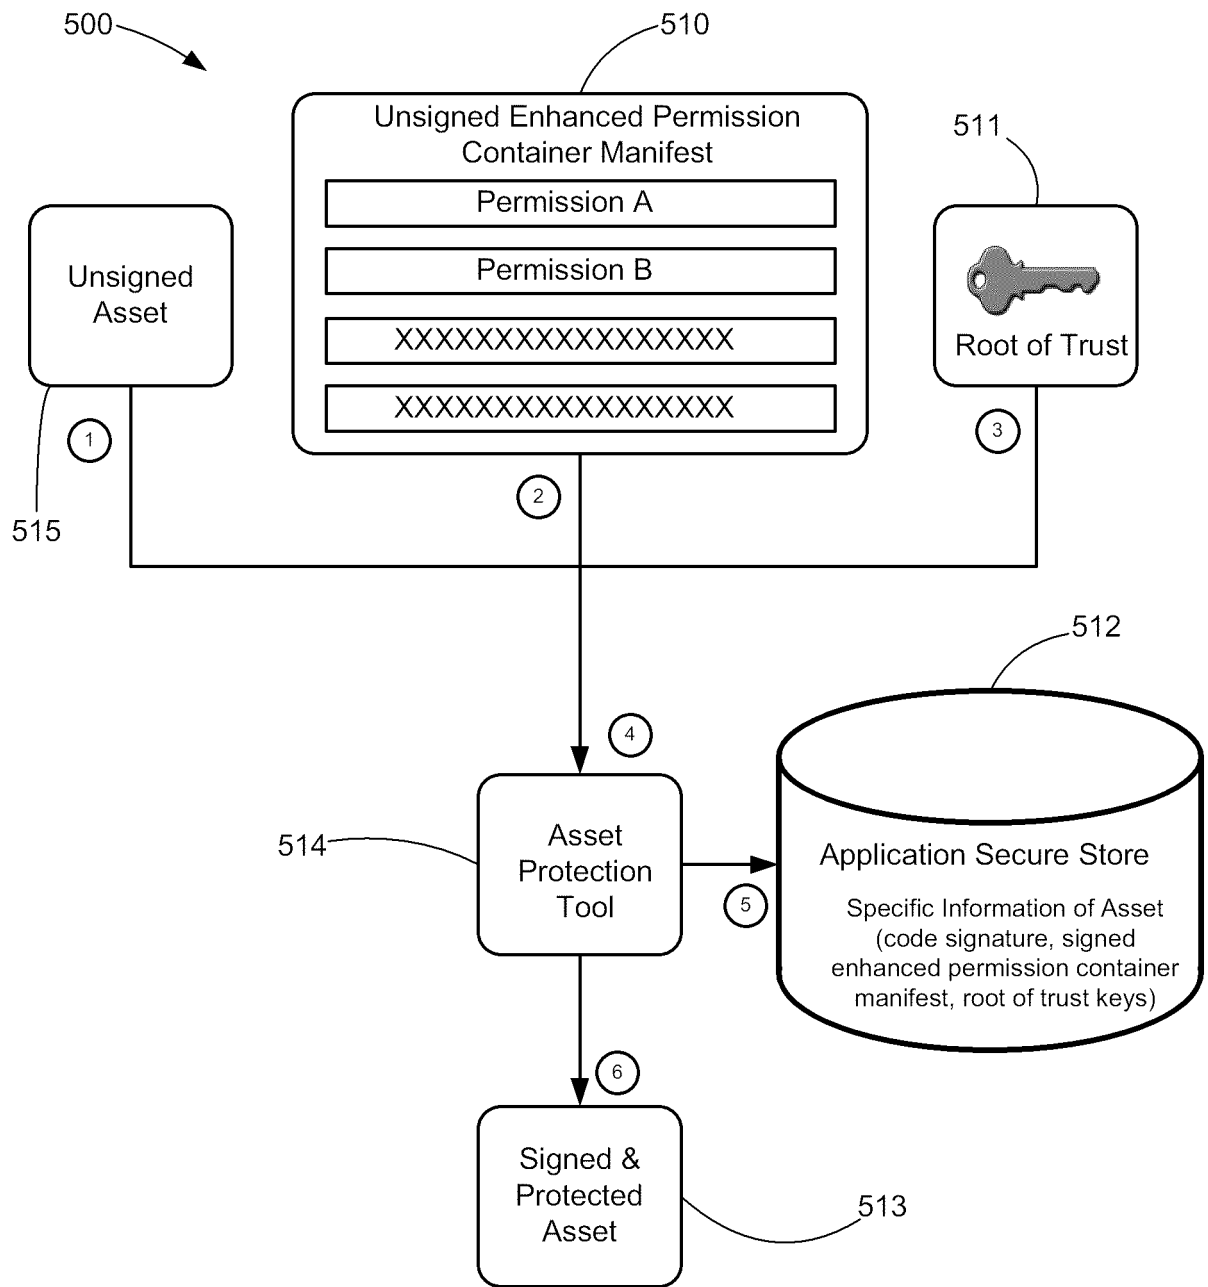 500
510
Unsigned Enhanced Permission
Container Manifest
Permission A
Permission B
XXXXXXXXXXXXXXXXX
XXXXXXXXXXXXXXXXX
511
Root of Trust
Unsigned
Asset
515
1
2
3
4
512
514
Asset
Protection
Tool
5
Application Secure Store
Specific Information of Asset
(code signature, signed
enhanced permission container
manifest, root of trust keys)
6
Signed &
Protected
Asset
513